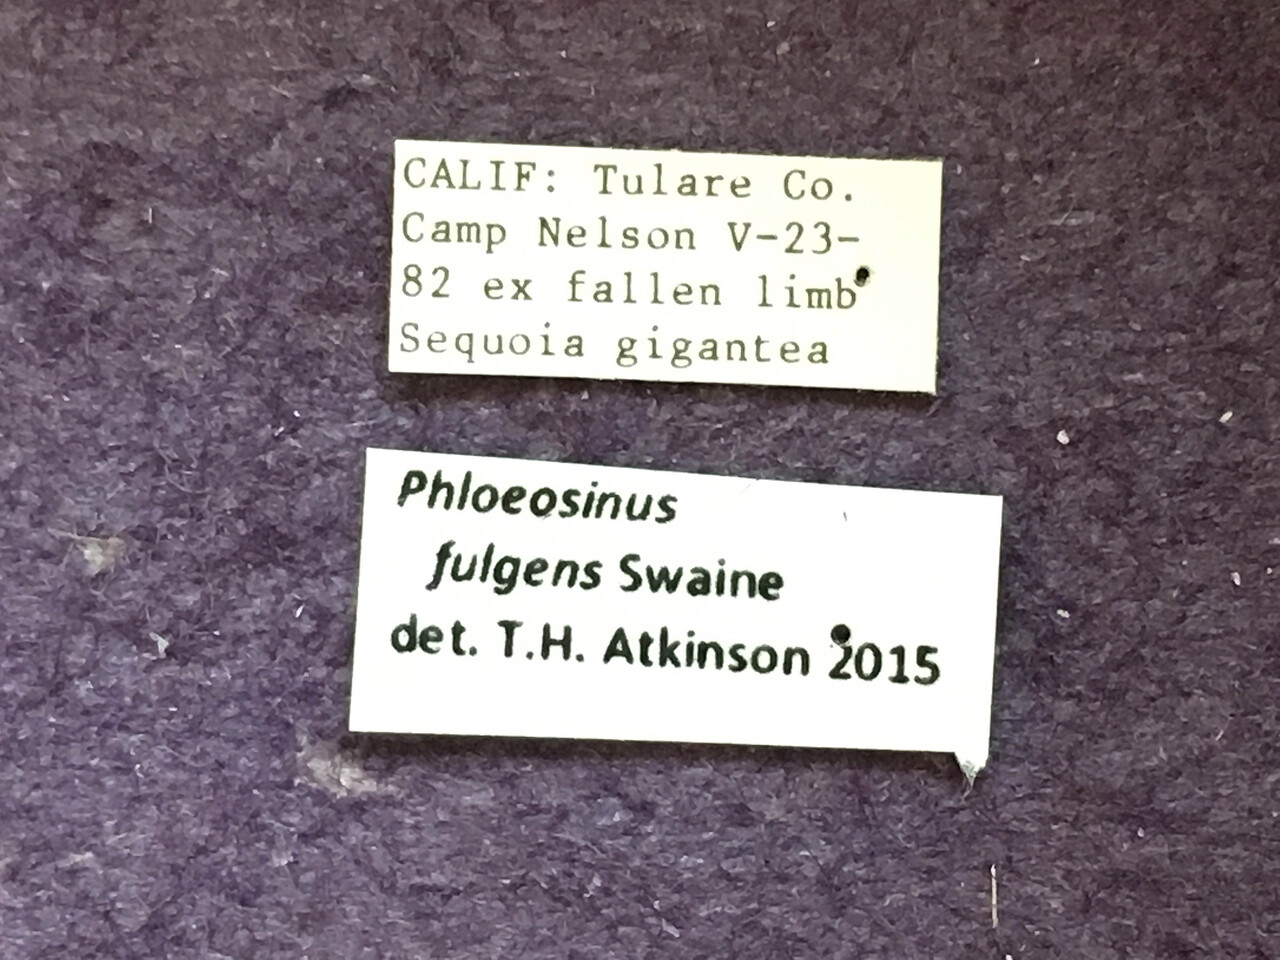 CALIF: Tulare Co.
Camp Nelson V-23-
82 ex fallen limb
Sequoia gigantea
Phloeosinus
fulgens Swaine
det. T.H. Atkinson 2015